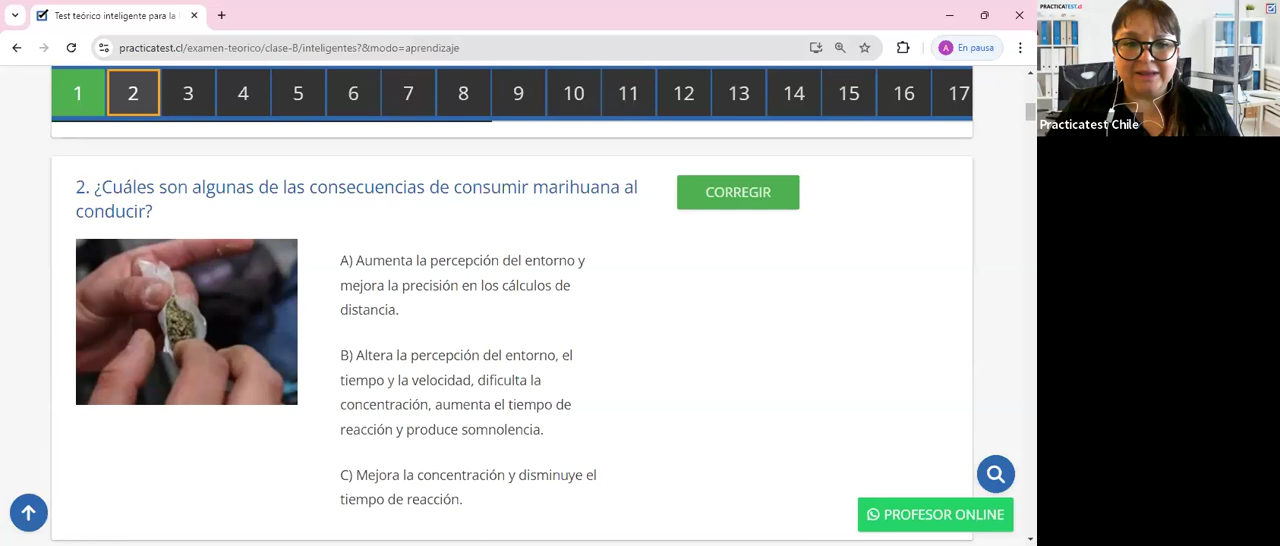 Test teórico inteligente para la
practicatest.cl/examen-teorico/clase-B/inteligentes?&modo=aprendizaje
A
En pausa
PRACTICATEST.cl
Practicatest Chile
1 2 3 4 5 6 7 8 9 10 11 12 13 14 15 16 17
2. ¿Cuáles son algunas de las consecuencias de consumir marihuana al
conducir?
CORREGIR
A) Aumenta la percepción del entorno y
mejora la precisión en los cálculos de
distancia.
B) Altera la percepción del entorno, el
tiempo y la velocidad, dificulta la
concentración, aumenta el tiempo de
reacción y produce somnolencia.
C) Mejora la concentración y disminuye el
tiempo de reacción.
PROFESOR ONLINE